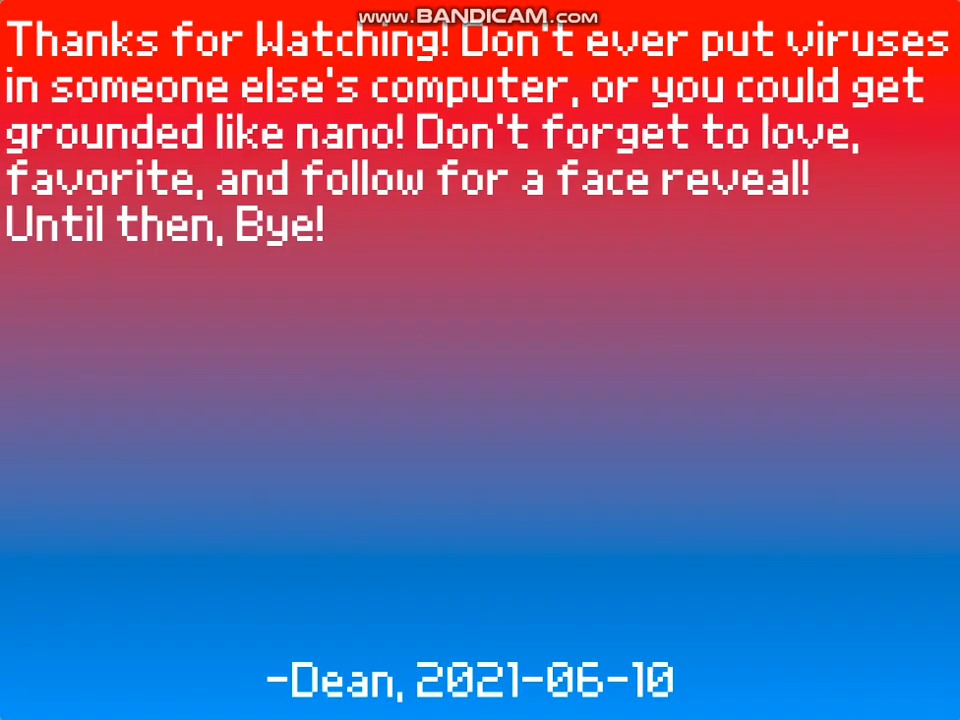 www.BANDICAM.com
Thanks for Watching! Don't ever put viruses
in someone else's computer, or you could get
grounded like nano! Don't forget to love,
favorite, and follow for a face reveal!
Until then, Bye!
-Dean, 2021-06-10